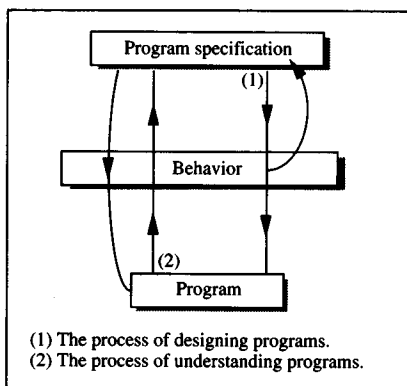 Program specification
(1)
Behavior
(2)
Program
(1) The process of designing programs.
(2) The process of understanding programs.